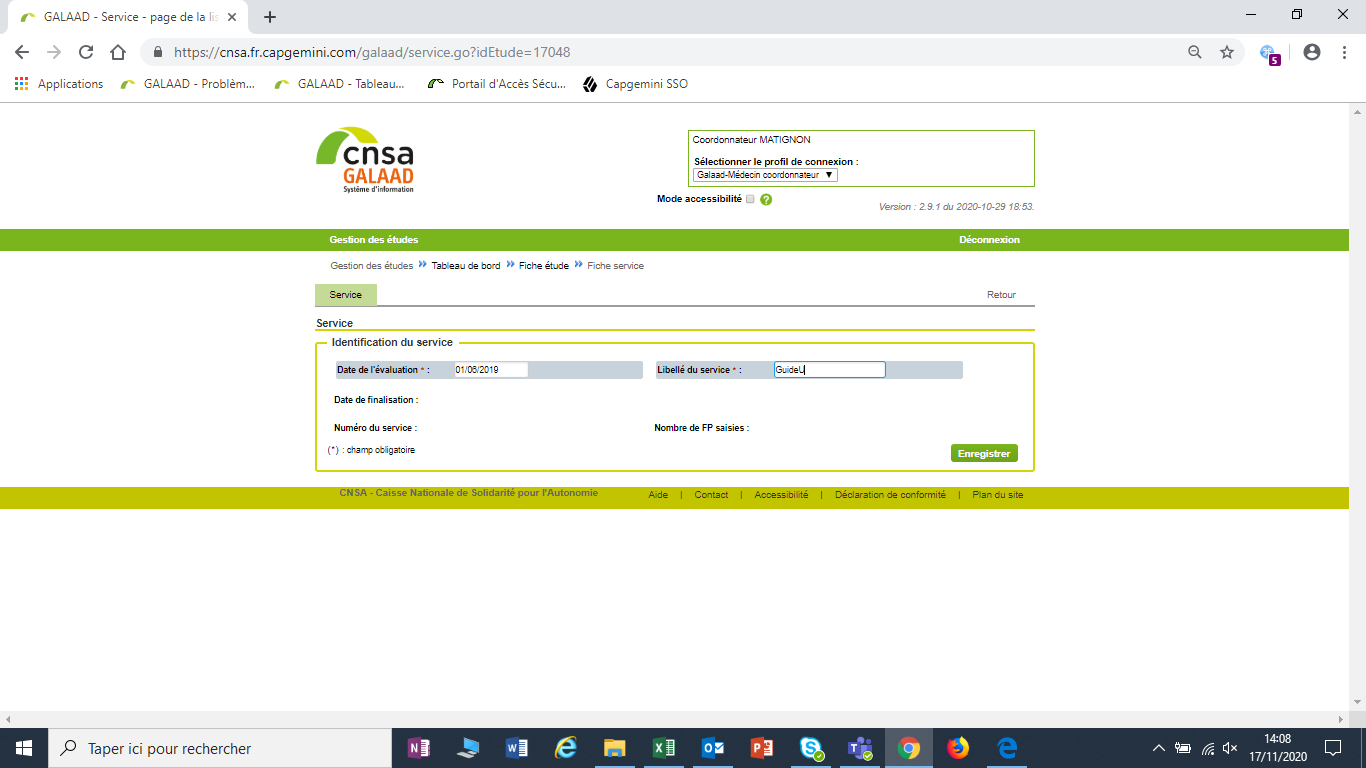 GALAAD - Service - page de la lis
https://cnsa.fr.capgemini.com/galaad/service.go?idEtude=17048
5
Applications GALAAD - Problèm... GALAAD - Tableau... Portail d'Accès Sécu... Capgemini SSO
cnsa
GALAAD
Système d'information
Coordonnateur MATIGNON
Sélectionner le profil de connexion :
Galaad-Médecin coordonnateur
Mode accessibilité ?
Version : 2.9.1 du 2020-10-29 18:53.
Gestion des études Déconnexion
Gestion des études Tableau de bord Fiche étude Fiche service
Service Retour
Service
Identification du service
Date de l'évaluation * : 01/06/2019 Libellé du service * : GuideU
Date de finalisation :
Numéro du service : Nombre de FP saisies :
(*) : champ obligatoire
Enregistrer
CNSA - Caisse Nationale de Solidarité pour l'Autonomie Aide | Contact | Accessibilité | Déclaration de conformité | Plan du site
Taper ici pour rechercher
14:08
17/11/2020